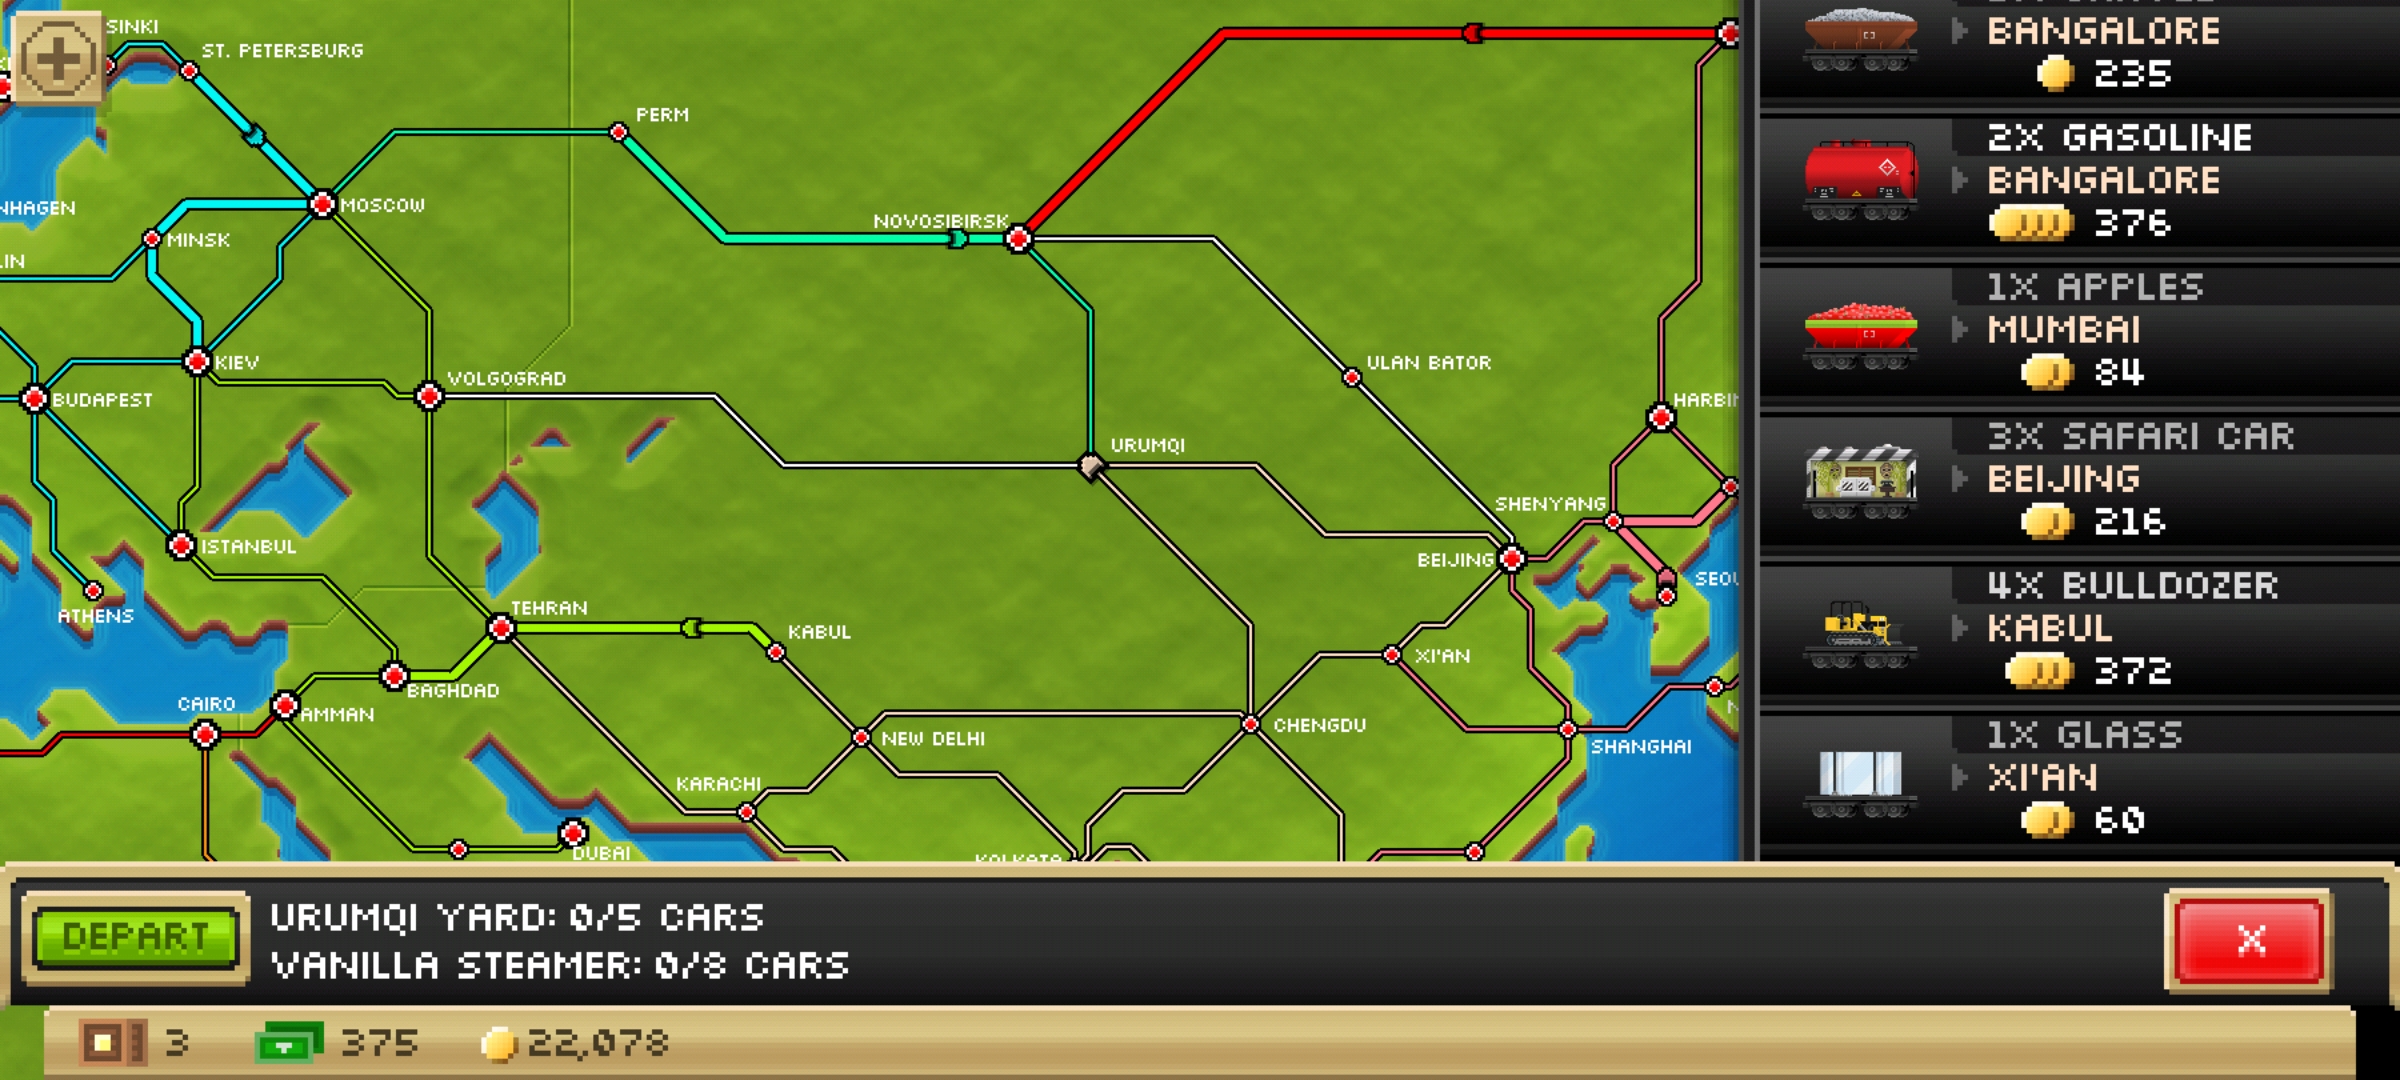 SINKI
ST. PETERSBURG
PERM
MOSCOW
NHAGEN
NOVOSIBIRSK
MINSK
LIN
ULAN BATOR
KIEV
VOLGOGRAD
BUDAPEST
HARBIN
URUMQI
SHENYANG
ISTANBUL
BEIJING
SEOU
ATHENS
TEHRAN
KABUL
XI'AN
BAGHDAD
CAIRO
AMMAN
CHENGDU
NEW DELHI
SHANGHAI
KARACHI
DUBAI
KOLKATA
BANGALORE
235
2X GASOLINE
BANGALORE
376
1X APPLES
MUMBAI
84
3X SAFARI CAR
BEIJING
216
4X BULLDOZER
KABUL
372
1X GLASS
XI'AN
60
DEPART
URUMQI YARD: 0/5 CARS
VANILLA STEAMER: 0/8 CARS
X
3
375
22,078